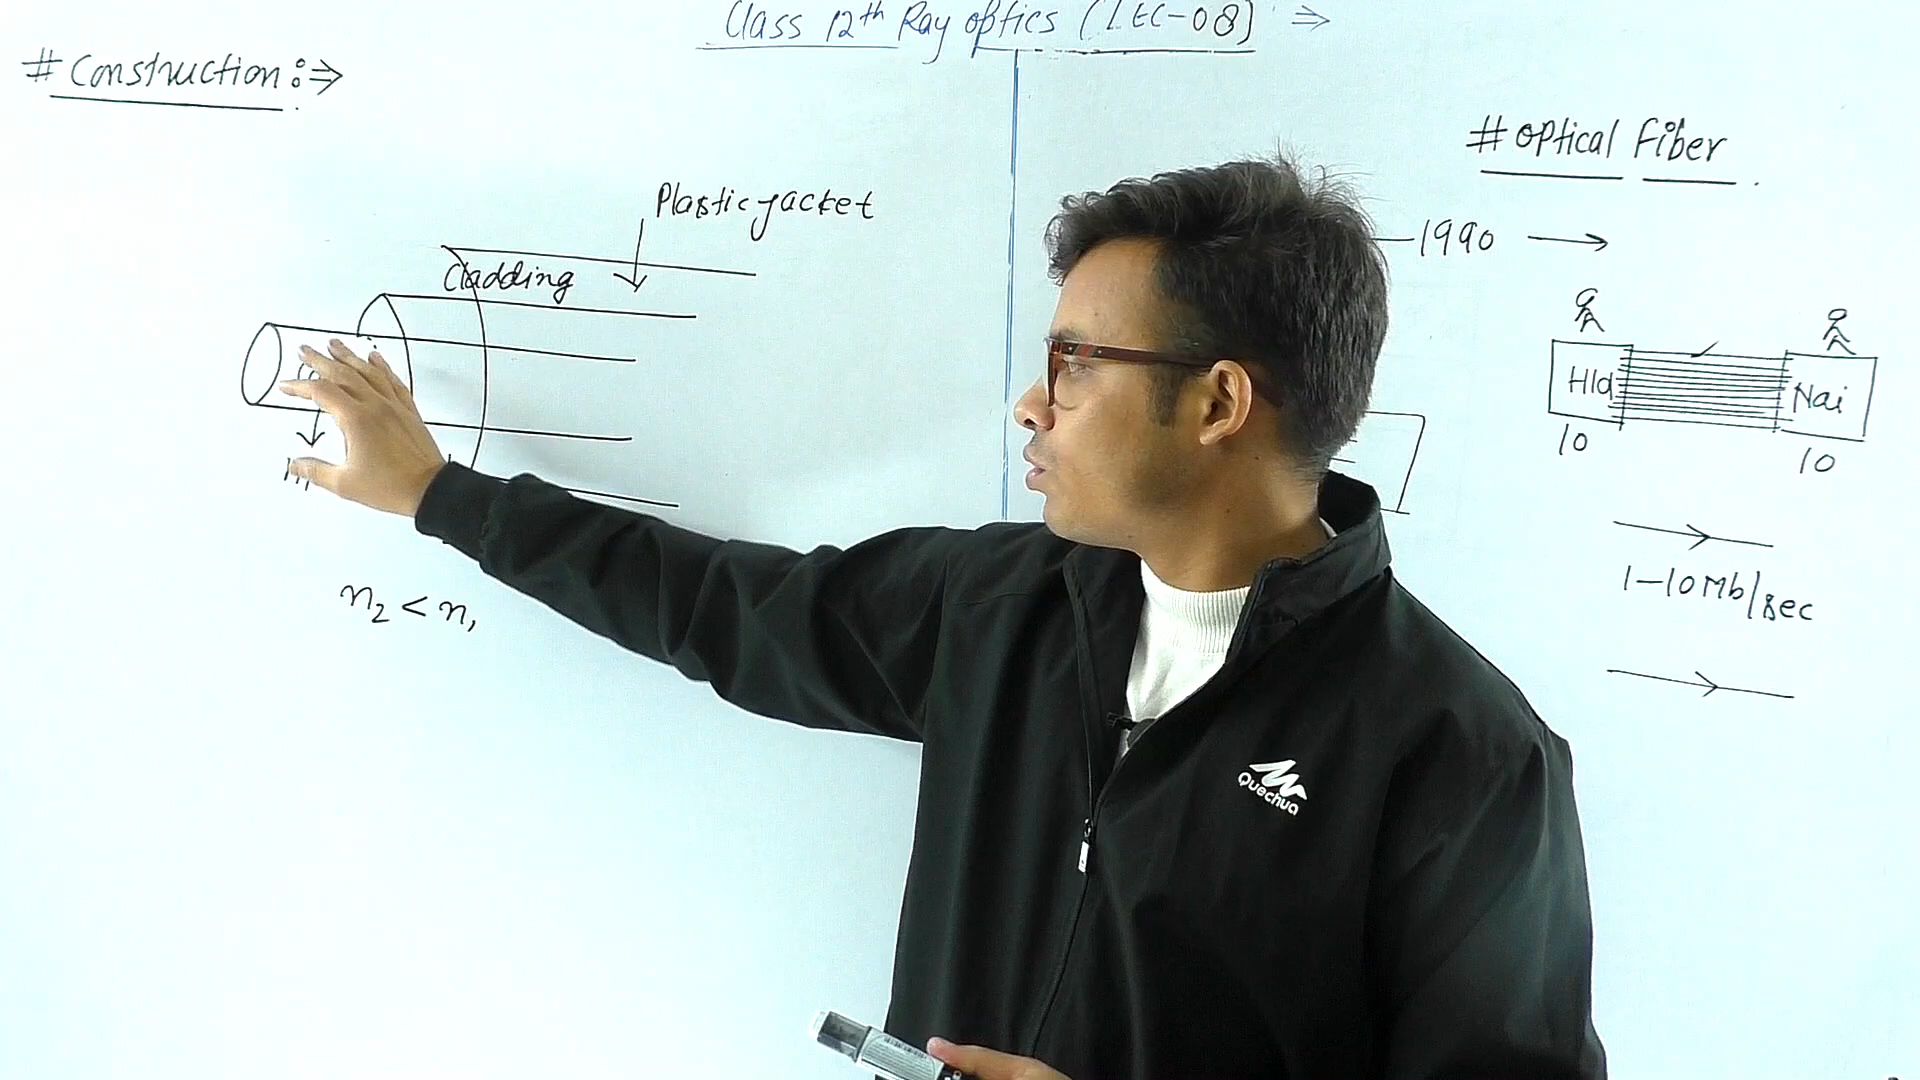 Class 12th Ray optics (LEC-08) ⇒
# Construction :⇒
# Optical Fiber
Plastic jacket
1990
Cladding
Hld
Nai
10
10
n2 < n1
1-10Mb/sec
Quechua